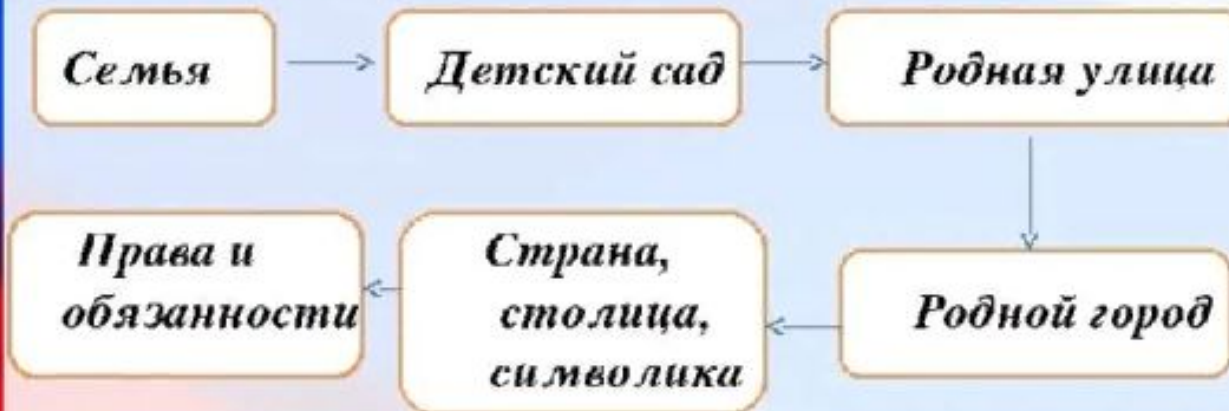 Семья
Детский сад
Родная улица
Права и
обязанности
Страна,
столица,
символика
Родной город